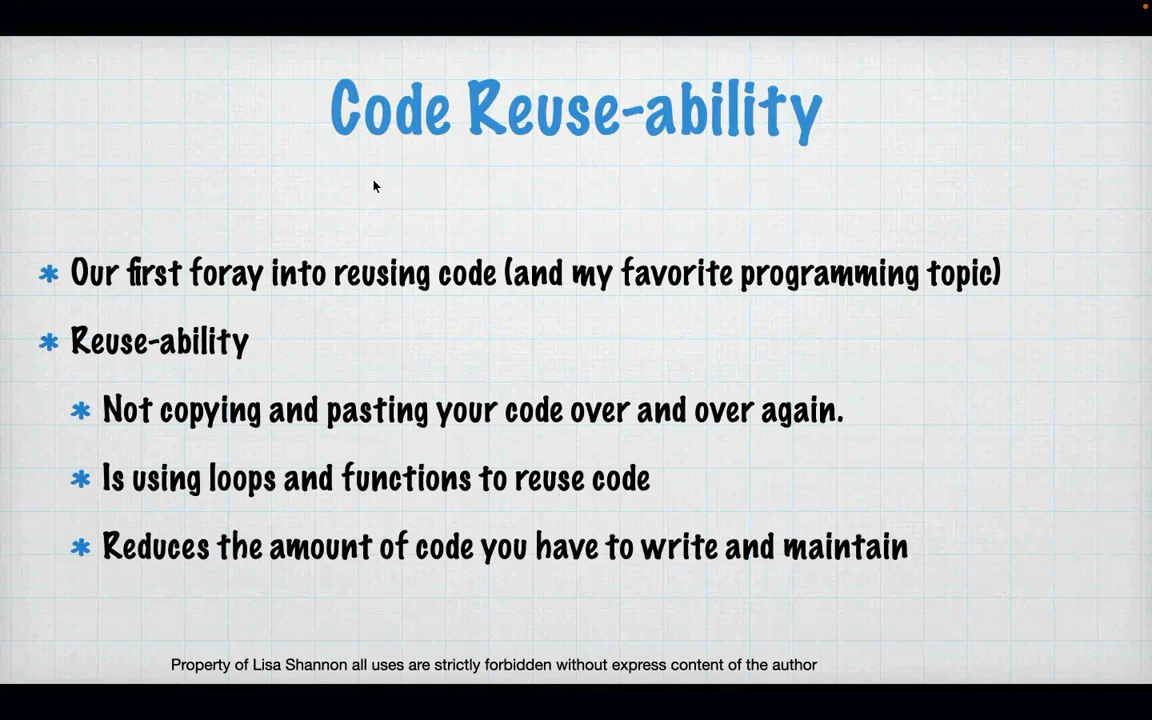 Code Reuse-ability
* Our first foray into reusing code (and my favorite programming topic)
* Reuse-ability
* Not copying and pasting your code over and over again.
* Is using loops and functions to reuse code
* Reduces the amount of code you have to write and maintain
Property of Lisa Shannon all uses are strictly forbidden without express content of the author